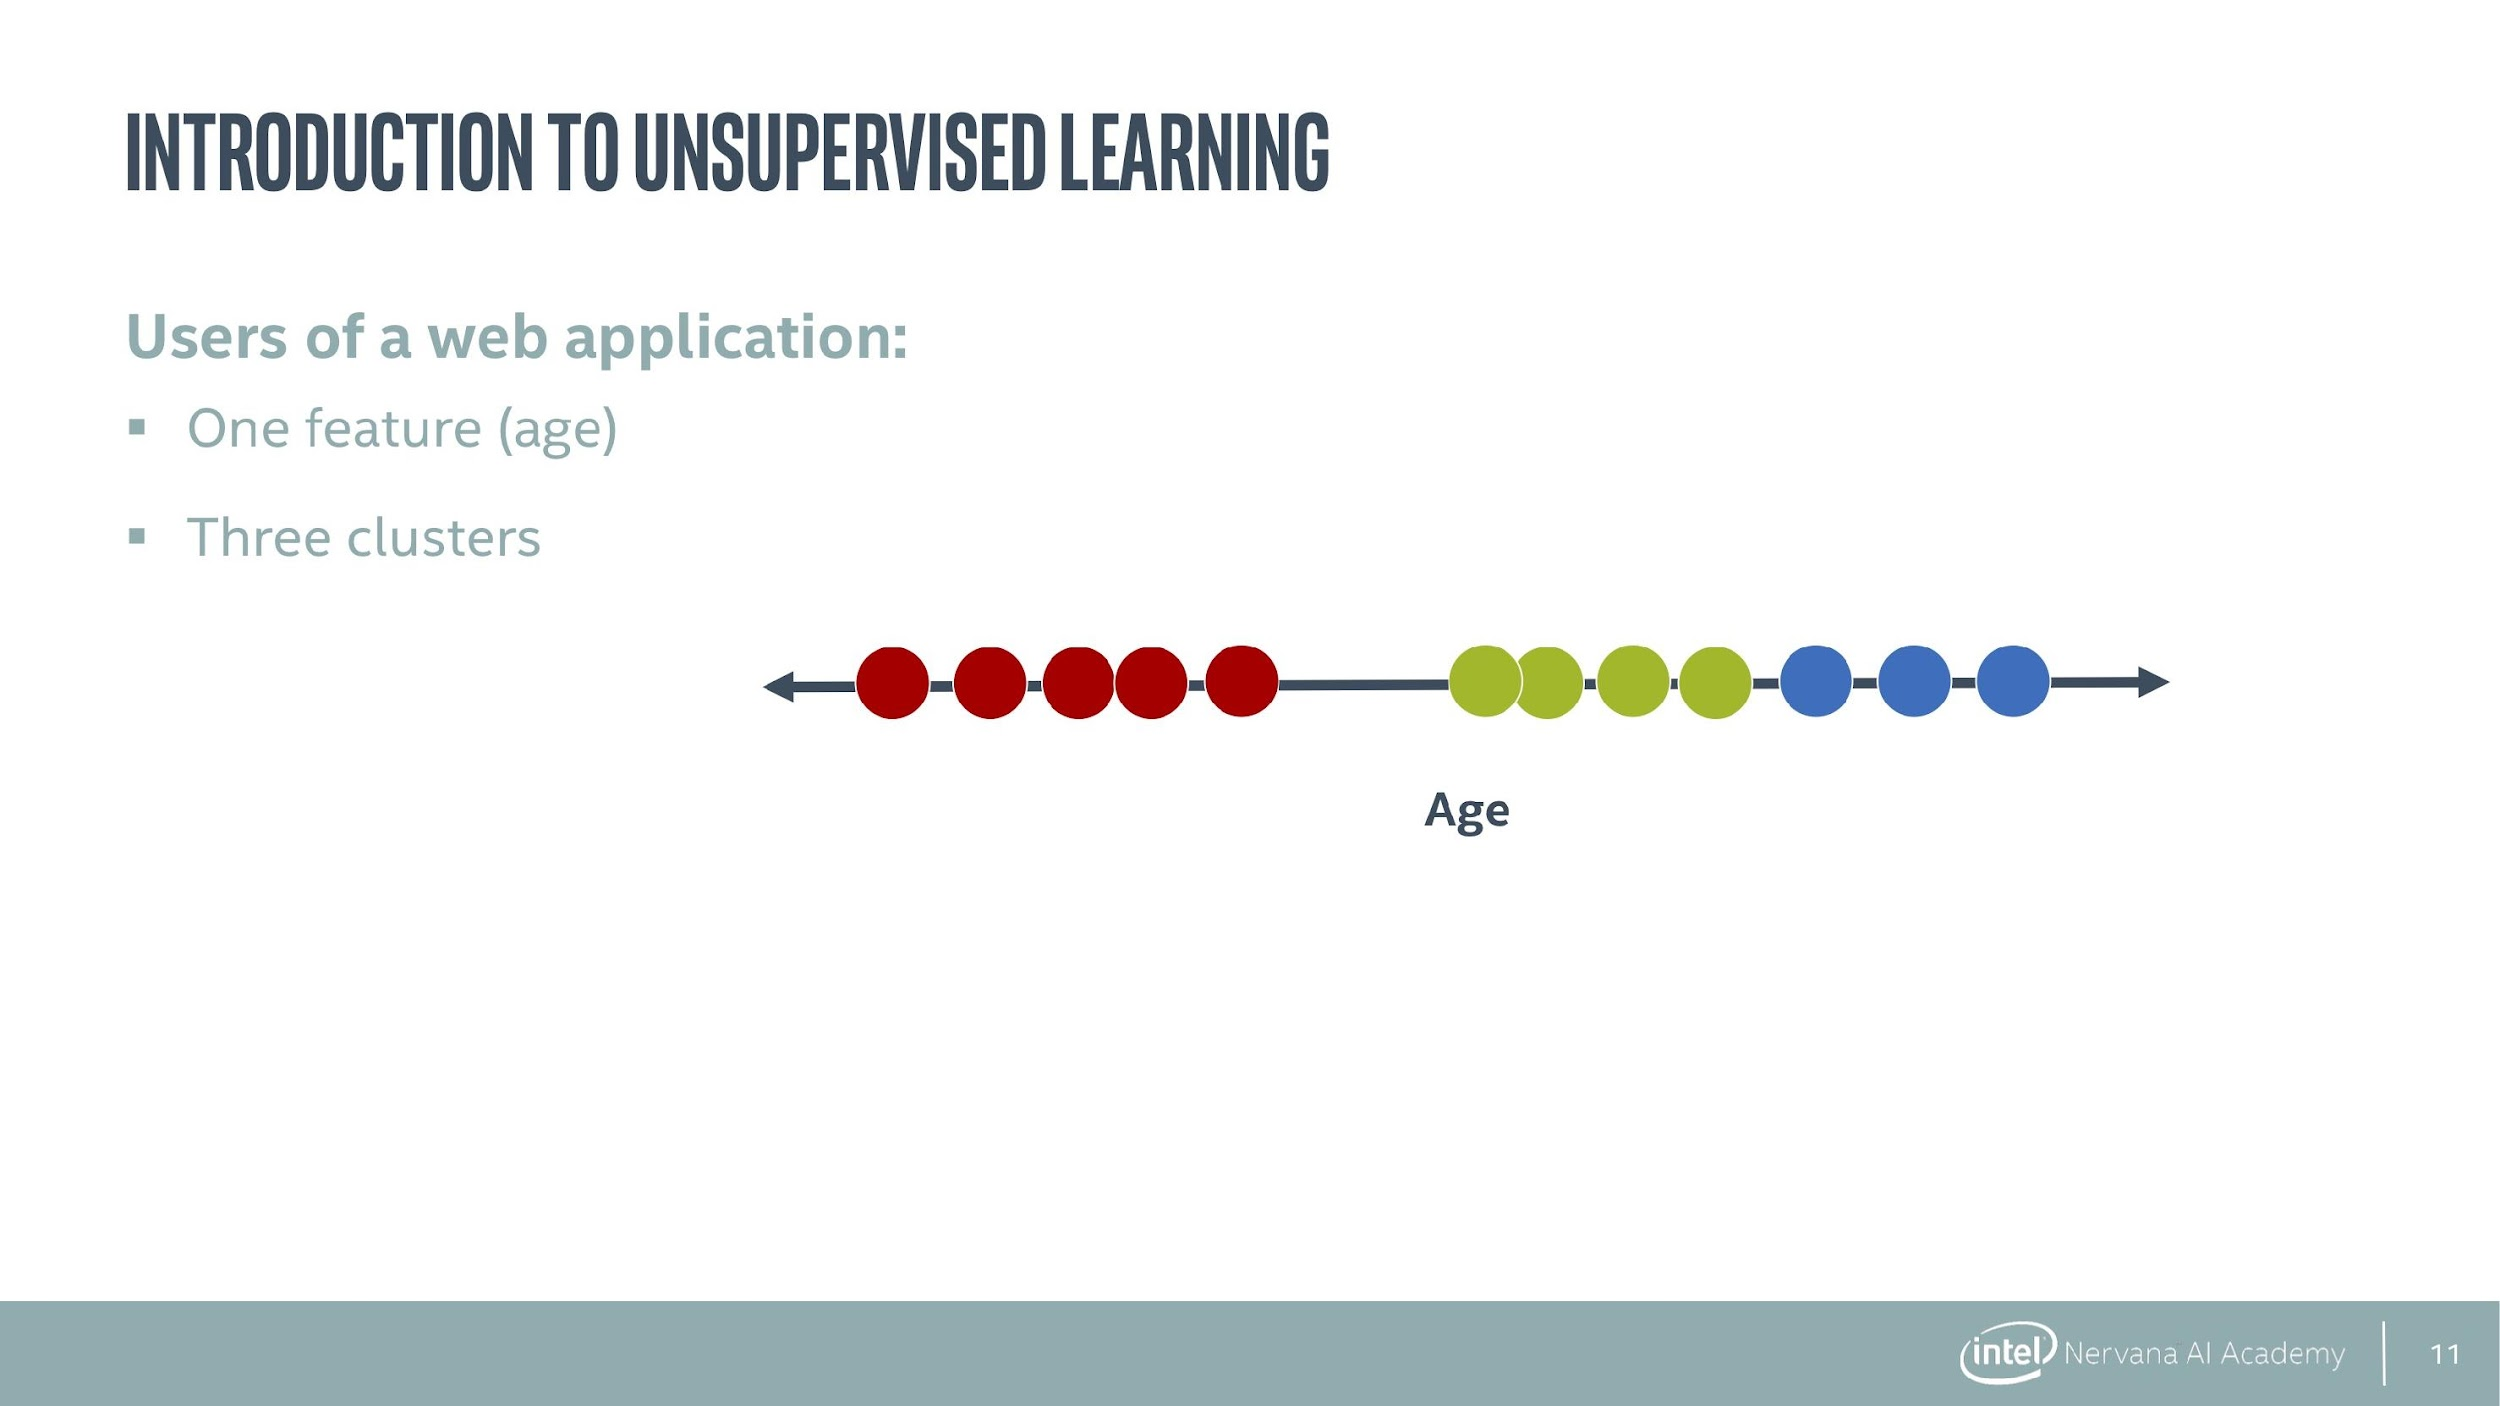 INTRODUCTION TO UNSUPERVISED LEARNING
Users of a web application:
▪ One feature (age)
▪ Three clusters
Age
intel Nervana AI Academy 11